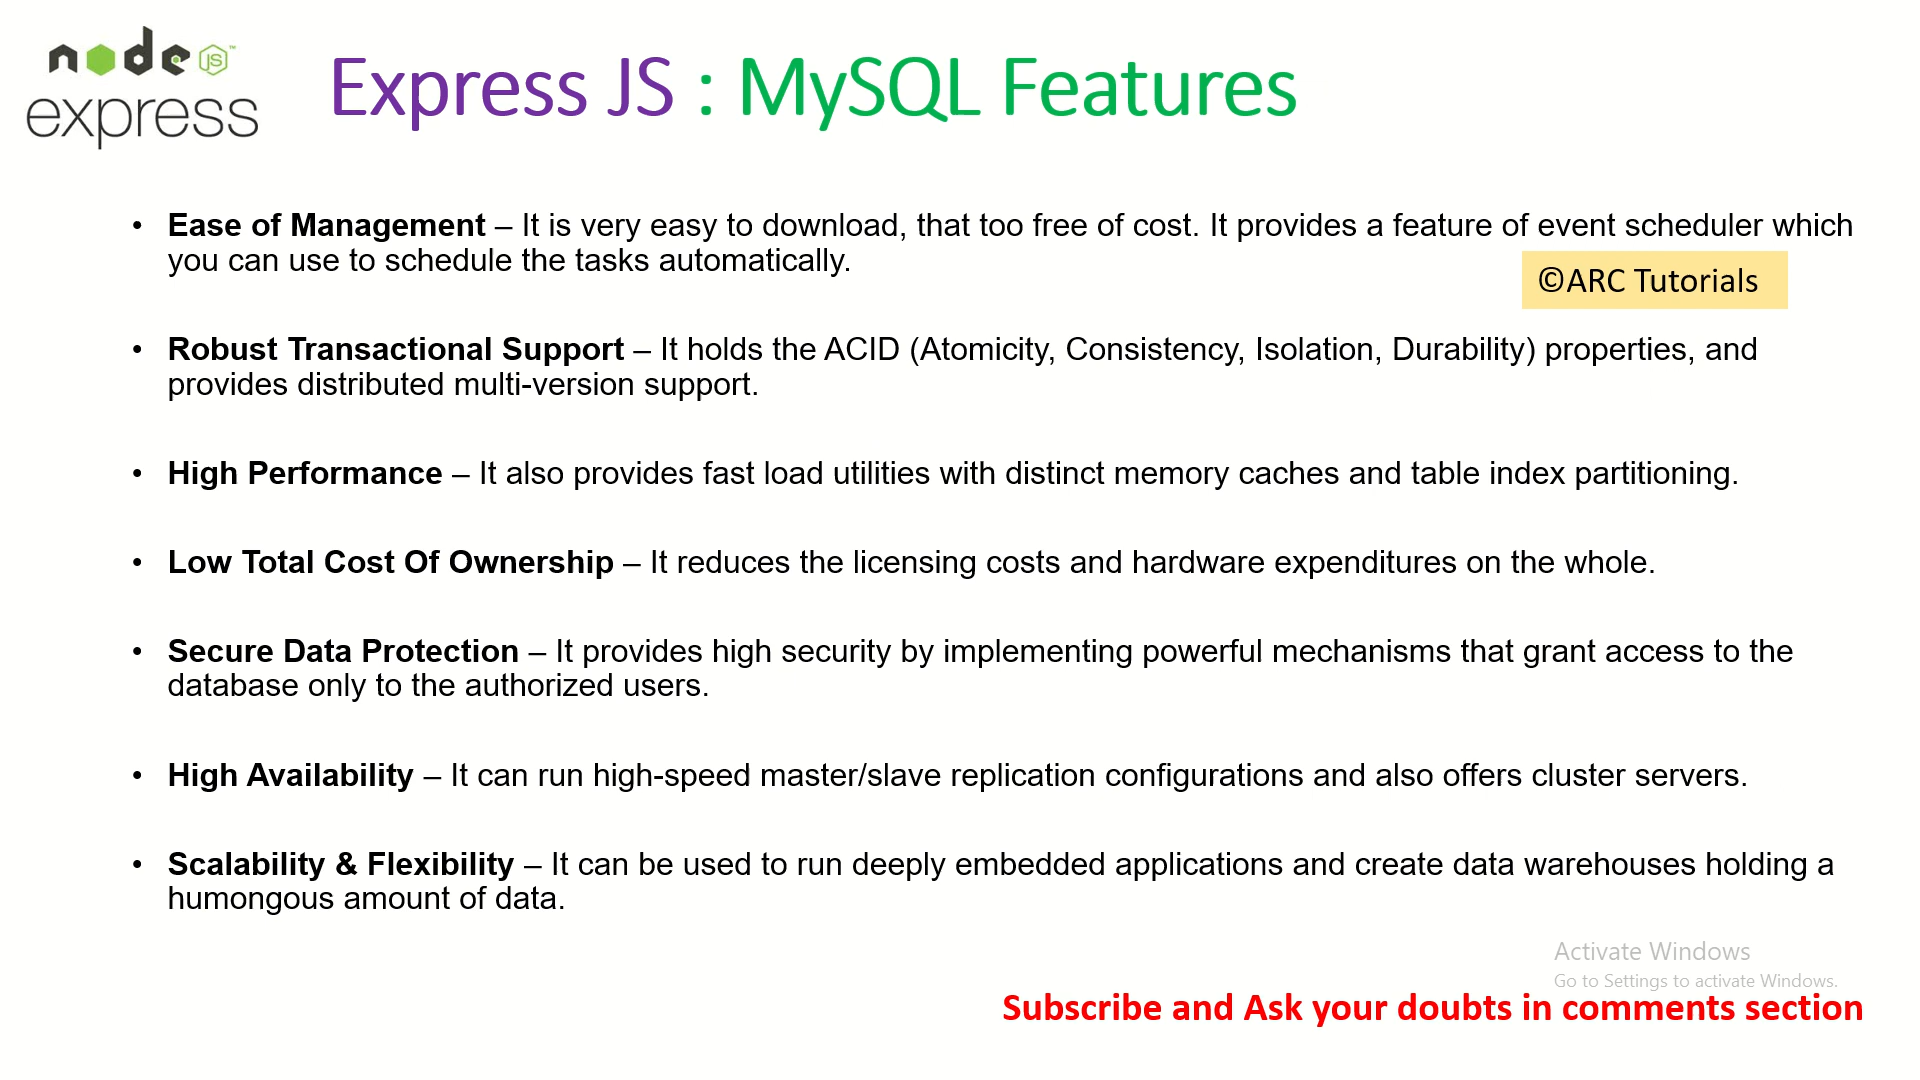 node JS™
express
Express JS : MySQL Features
• Ease of Management – It is very easy to download, that too free of cost. It provides a feature of event scheduler which
you can use to schedule the tasks automatically.
©ARC Tutorials
• Robust Transactional Support – It holds the ACID (Atomicity, Consistency, Isolation, Durability) properties, and
provides distributed multi-version support.
• High Performance – It also provides fast load utilities with distinct memory caches and table index partitioning.
• Low Total Cost Of Ownership – It reduces the licensing costs and hardware expenditures on the whole.
• Secure Data Protection – It provides high security by implementing powerful mechanisms that grant access to the
database only to the authorized users.
• High Availability – It can run high-speed master/slave replication configurations and also offers cluster servers.
• Scalability & Flexibility – It can be used to run deeply embedded applications and create data warehouses holding a
humongous amount of data.
Activate Windows
Go to Settings to activate Windows.
Subscribe and Ask your doubts in comments section